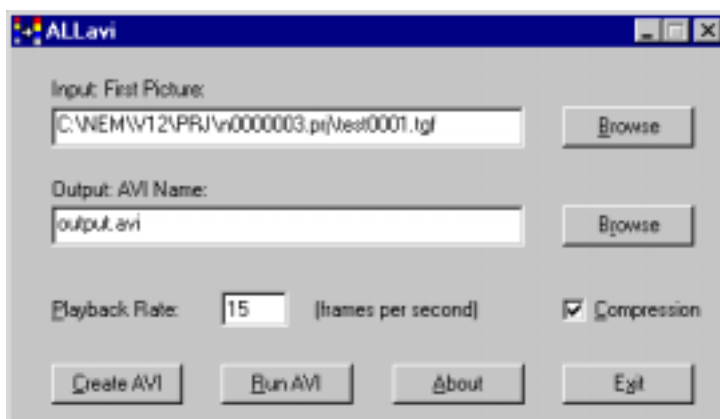 ALLavi
Input: First Picture:
C:\NEM\V12\PRJ\n0000003.prj\test0001.tgf
Browse
Output: AVI Name:
output.avi
Browse
Playback Rate: 15 (frames per second) Compression
Create AVI Run AVI About Exit